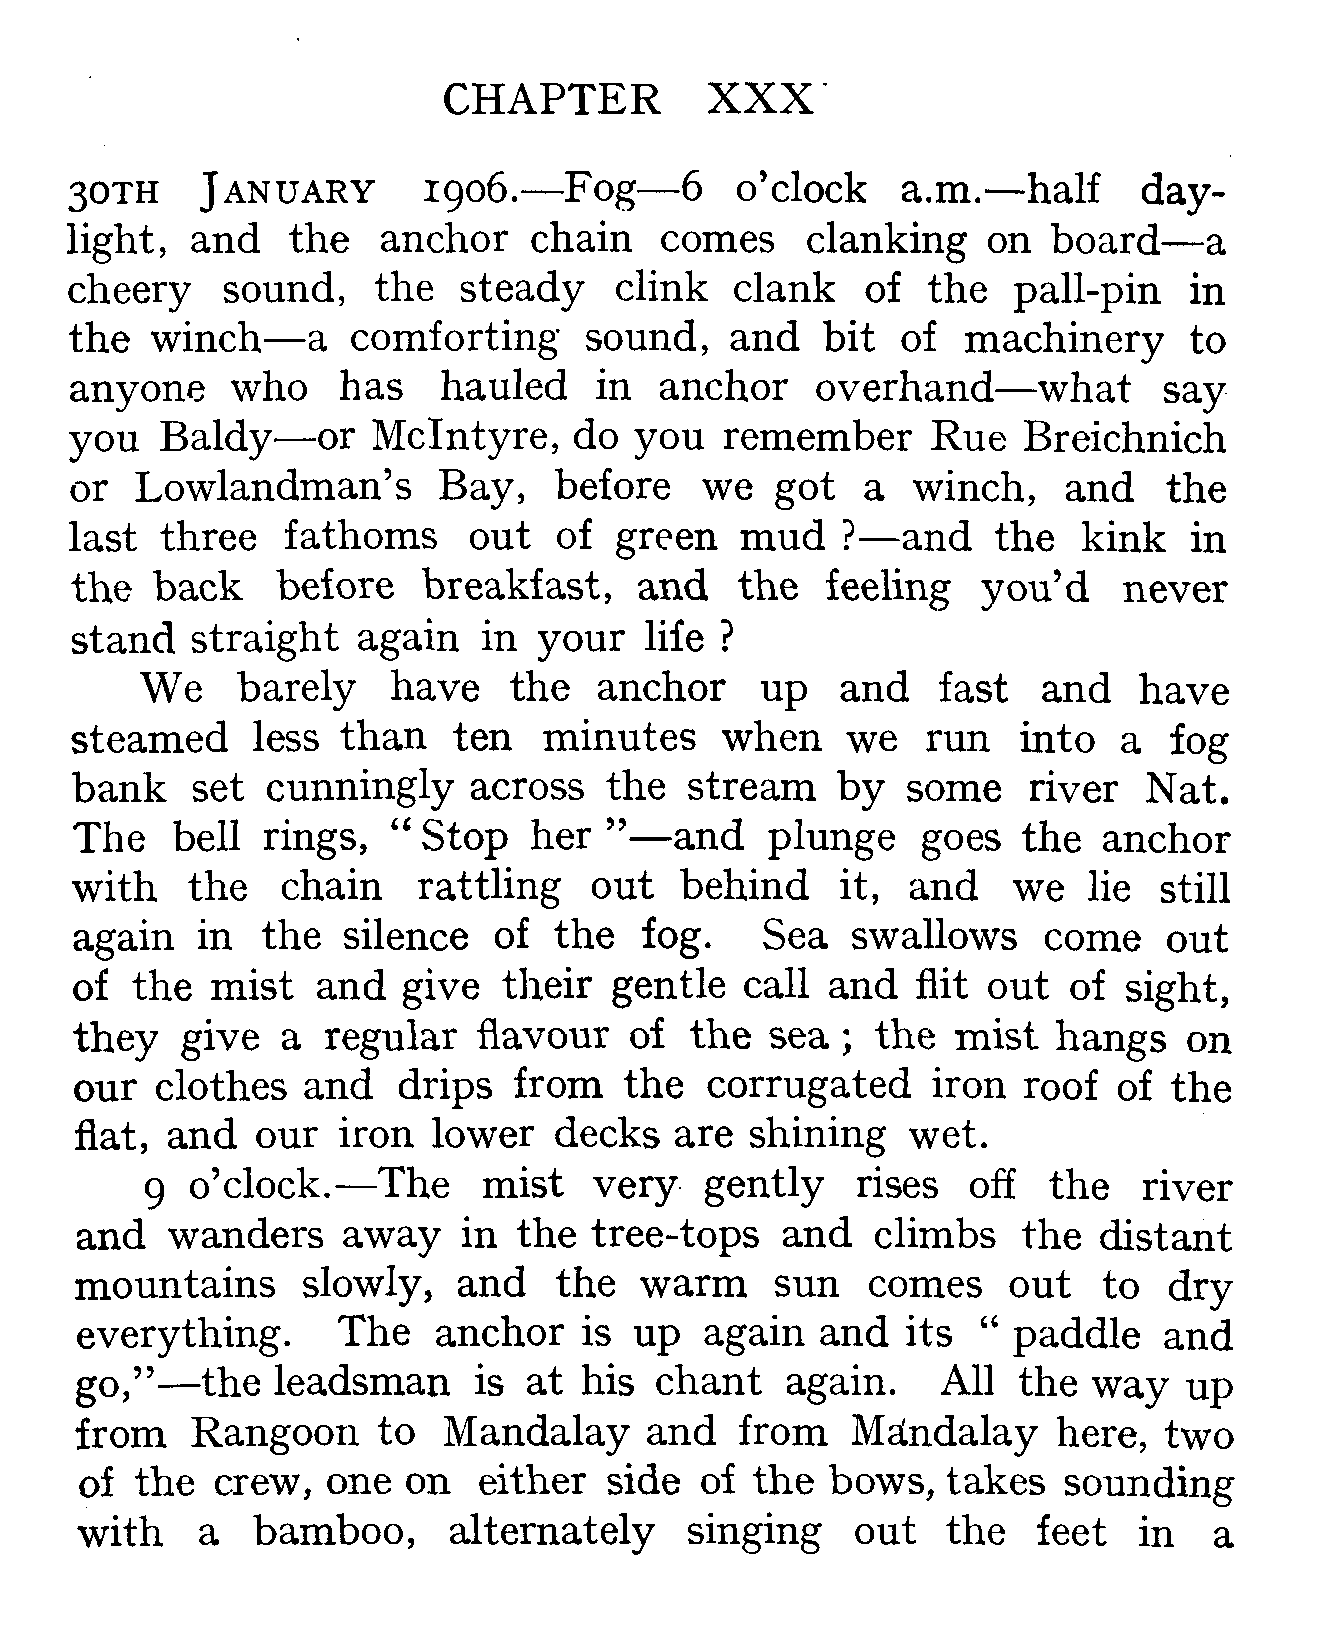 CHAPTER XXX
30TH JANUARY 1906.—Fog—6 o’clock a.m.—half day-
light, and the anchor chain comes clanking on board—a
cheery sound, the steady clink clank of the pall-pin in
the winch—a comforting sound, and bit of machinery to
anyone who has hauled in anchor overhand—what say
you Baldy—or McIntyre, do you remember Rue Breichnich
or Lowlandman’s Bay, before we got a winch, and the
last three fathoms out of green mud ?—and the kink in
the back before breakfast, and the feeling you’d never
stand straight again in your life ?
We barely have the anchor up and fast and have
steamed less than ten minutes when we run into a fog
bank set cunningly across the stream by some river Nat.
The bell rings, “ Stop her ”—and plunge goes the anchor
with the chain rattling out behind it, and we lie still
again in the silence of the fog. Sea swallows come out
of the mist and give their gentle call and flit out of sight,
they give a regular flavour of the sea ; the mist hangs on
our clothes and drips from the corrugated iron roof of the
flat, and our iron lower decks are shining wet.
9 o’clock.—The mist very gently rises off the river
and wanders away in the tree-tops and climbs the distant
mountains slowly, and the warm sun comes out to dry
everything. The anchor is up again and its “ paddle and
go,”—the leadsman is at his chant again. All the way up
from Rangoon to Mandalay and from Mandalay here, two
of the crew, one on either side of the bows, takes sounding
with a bamboo, alternately singing out the feet in a